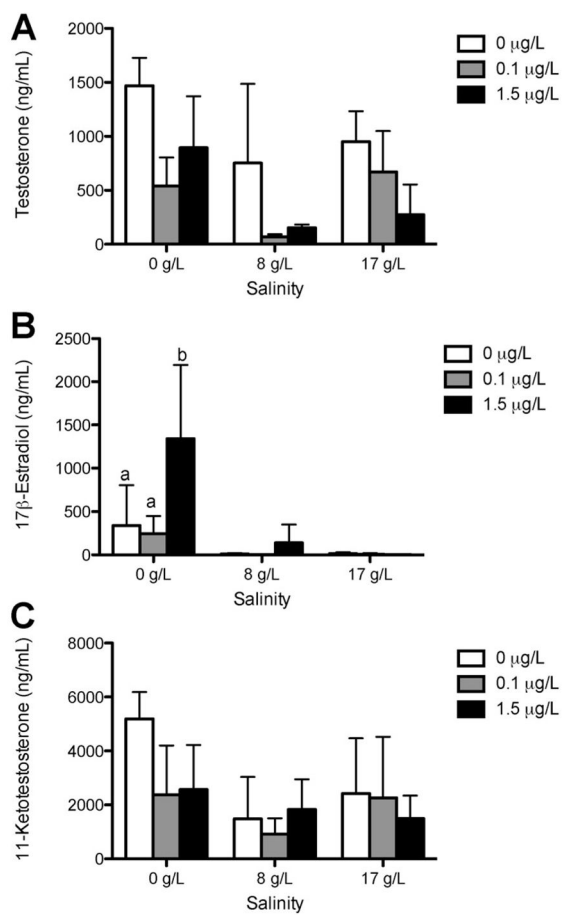 A
Testosterone (ng/mL)
2000
1500
1000
500
0
0 g/L
8 g/L
17 g/L
Salinity
0 μg/L
0.1 μg/L
1.5 μg/L
B
17β-Estradiol (ng/mL)
2500
2000
1500
1000
500
0
a
a
b
0 g/L
8 g/L
17 g/L
Salinity
0 μg/L
0.1 μg/L
1.5 μg/L
C
11-Ketotestosterone (ng/mL)
8000
6000
4000
2000
0
0 g/L
8 g/L
17 g/L
Salinity
0 μg/L
0.1 μg/L
1.5 μg/L